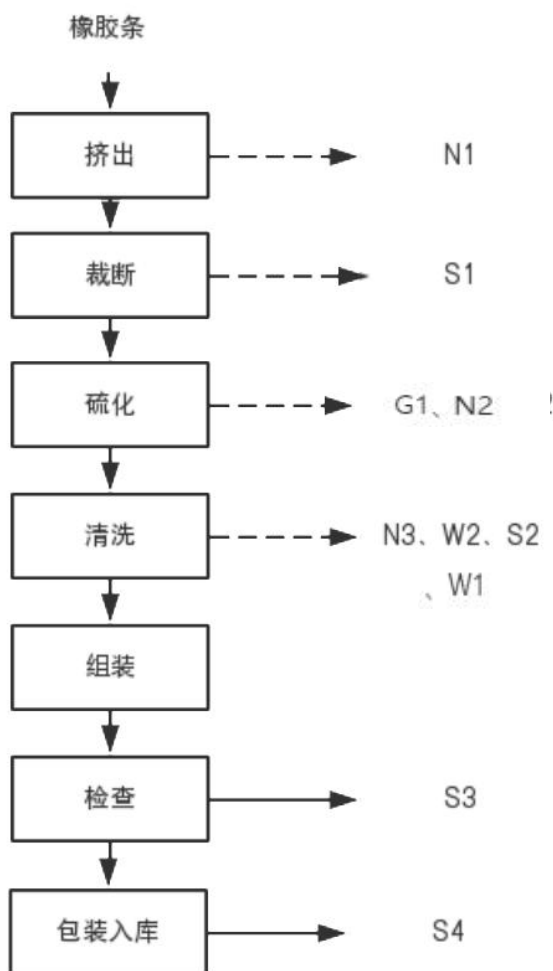 橡胶条
挤出
N1
裁断
S1
硫化
G1、N2
清洗
N3、W2、S2
、W1
组装
检查
S3
包装入库
S4